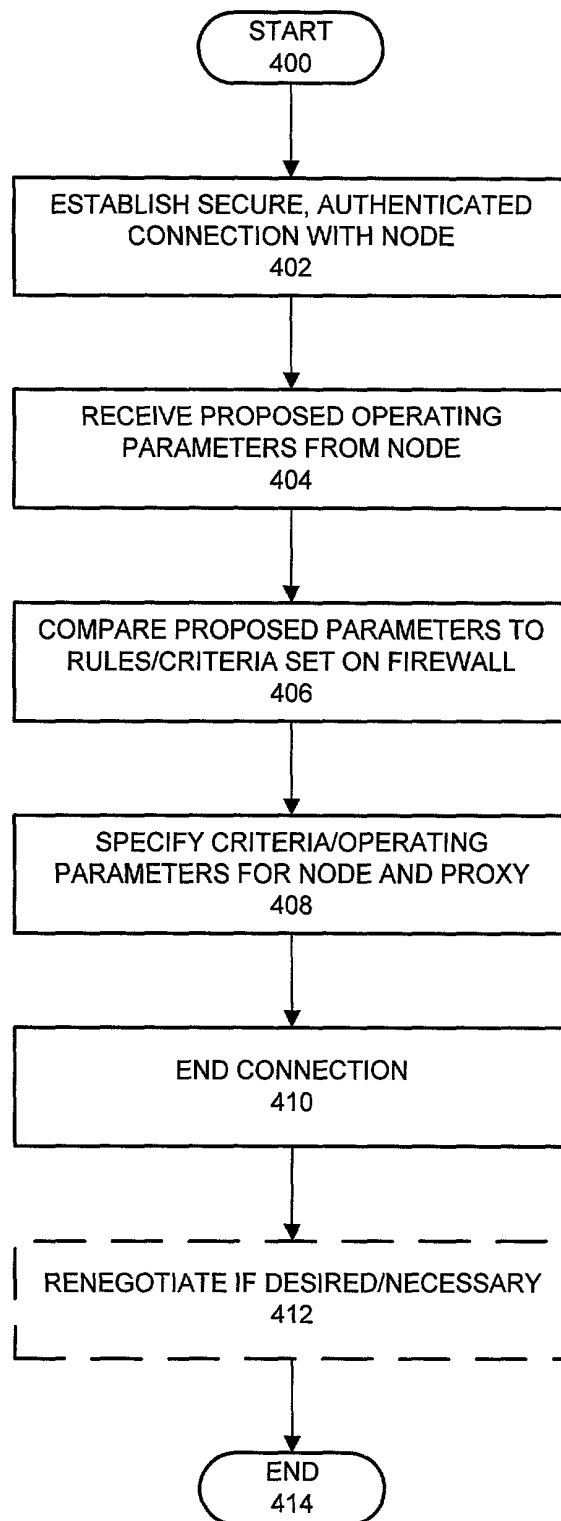 START
400
ESTABLISH SECURE, AUTHENTICATED
CONNECTION WITH NODE
402
RECEIVE PROPOSED OPERATING
PARAMETERS FROM NODE
404
COMPARE PROPOSED PARAMETERS TO
RULES/CRITERIA SET ON FIREWALL
406
SPECIFY CRITERIA/OPERATING
PARAMETERS FOR NODE AND PROXY
408
END CONNECTION
410
RENEGOTIATE IF DESIRED/NECESSARY
412
END
414